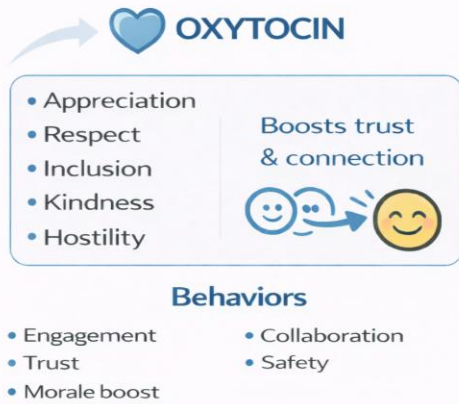 OXYTOCIN
• Appreciation
• Respect
• Inclusion
• Kindness
• Hostility
Boosts trust
& connection
Behaviors
• Engagement
• Trust
• Morale boost
• Collaboration
• Safety